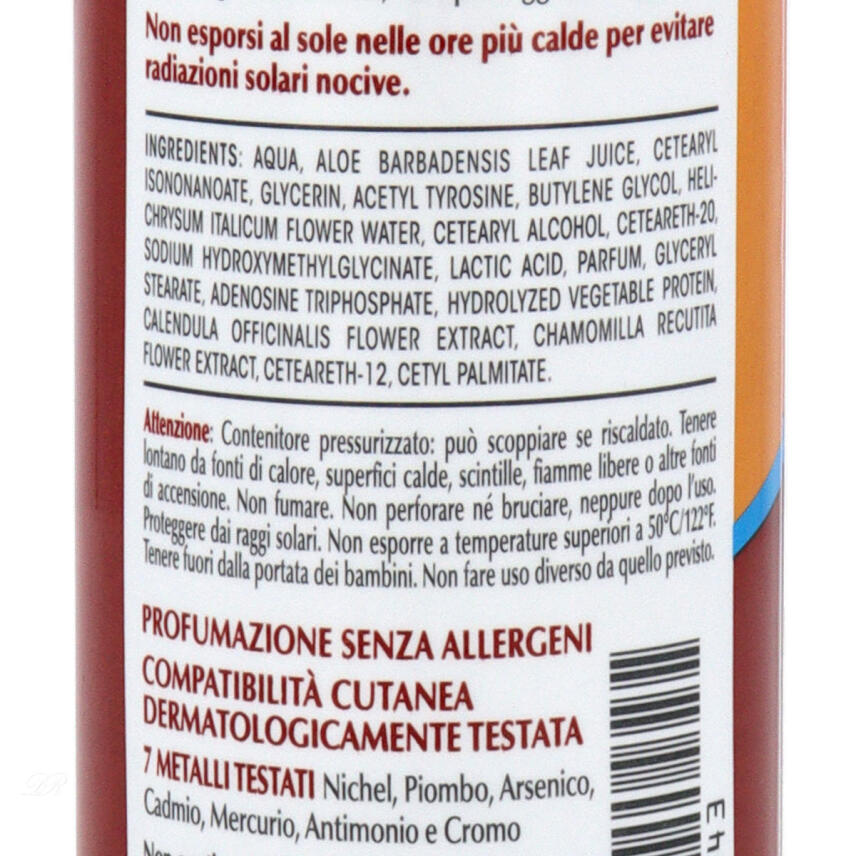 Non esporsi al sole nelle ore più calde per evitare
radiazioni solari nocive.
INGREDIENTS: AQUA, ALOE BARBADENSIS LEAF JUICE, CETEARYL
ISONONANOATE, GLYCERIN, ACETYL TYROSINE, BUTYLENE GLYCOL, HELI-
CHRYSUM ITALICUM FLOWER WATER, CETEARYL ALCOHOL, CETEARETH-20,
SODIUM HYDROXYMETHYLGLYCINATE, LACTIC ACID, PARFUM, GLYCERYL
STEARATE, ADENOSINE TRIPHOSPHATE, HYDROLYZED VEGETABLE PROTEIN,
CALENDULA OFFICINALIS FLOWER EXTRACT, CHAMOMILLA RECUTITA
FLOWER EXTRACT, CETEARETH-12, CETYL PALMITATE.
Attenzione: Contenitore pressurizzato: può scoppiare se riscaldato. Tenere
lontano da fonti di calore, superfici calde, scintille, fiamme libere o altre fonti
di accensione. Non fumare. Non perforare né bruciare, neppure dopo l'uso.
Proteggere dai raggi solari. Non esporre a temperature superiori a 50°C/122°F.
Tenere fuori dalla portata dei bambini. Non fare uso diverso da quello previsto.
PROFUMAZIONE SENZA ALLERGENI
COMPATIBILITÀ CUTANEA
DERMATOLOGICAMENTE TESTATA
7 METALLI TESTATI Nichel, Piombo, Arsenico,
Cadmio, Mercurio, Antimonio e Cromo
E h